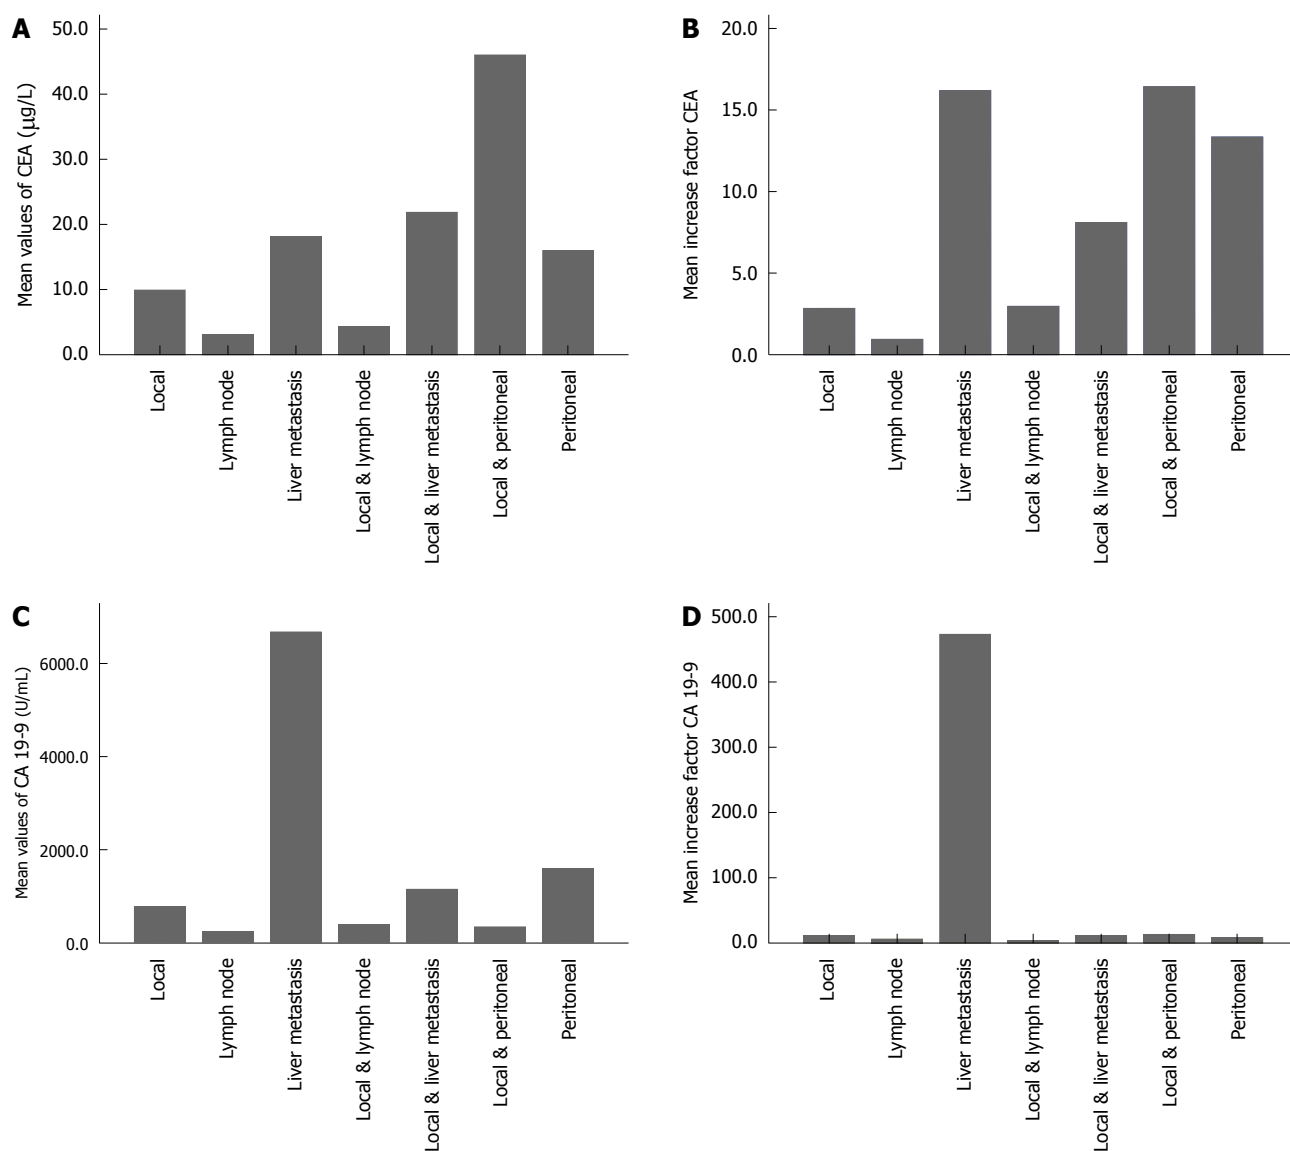 A
Mean values of CEA (µg/L)
50.0
40.0
30.0
20.0
10.0
0.0
Local
Lymph node
Liver metastasis
Local & lymph node
Local & liver metastasis
Local & peritoneal
Peritoneal
B
Mean increase factor CEA
20.0
15.0
10.0
5.0
0.0
Local
Lymph node
Liver metastasis
Local & lymph node
Local & liver metastasis
Local & peritoneal
Peritoneal
C
Mean values of CA 19-9 (U/mL)
6000.0
4000.0
2000.0
0.0
Local
Lymph node
Liver metastasis
Local & lymph node
Local & liver metastasis
Local & peritoneal
Peritoneal
D
Mean increase factor CA 19-9
500.0
400.0
300.0
200.0
100.0
0.0
Local
Lymph node
Liver metastasis
Local & lymph node
Local & liver metastasis
Local & peritoneal
Peritoneal